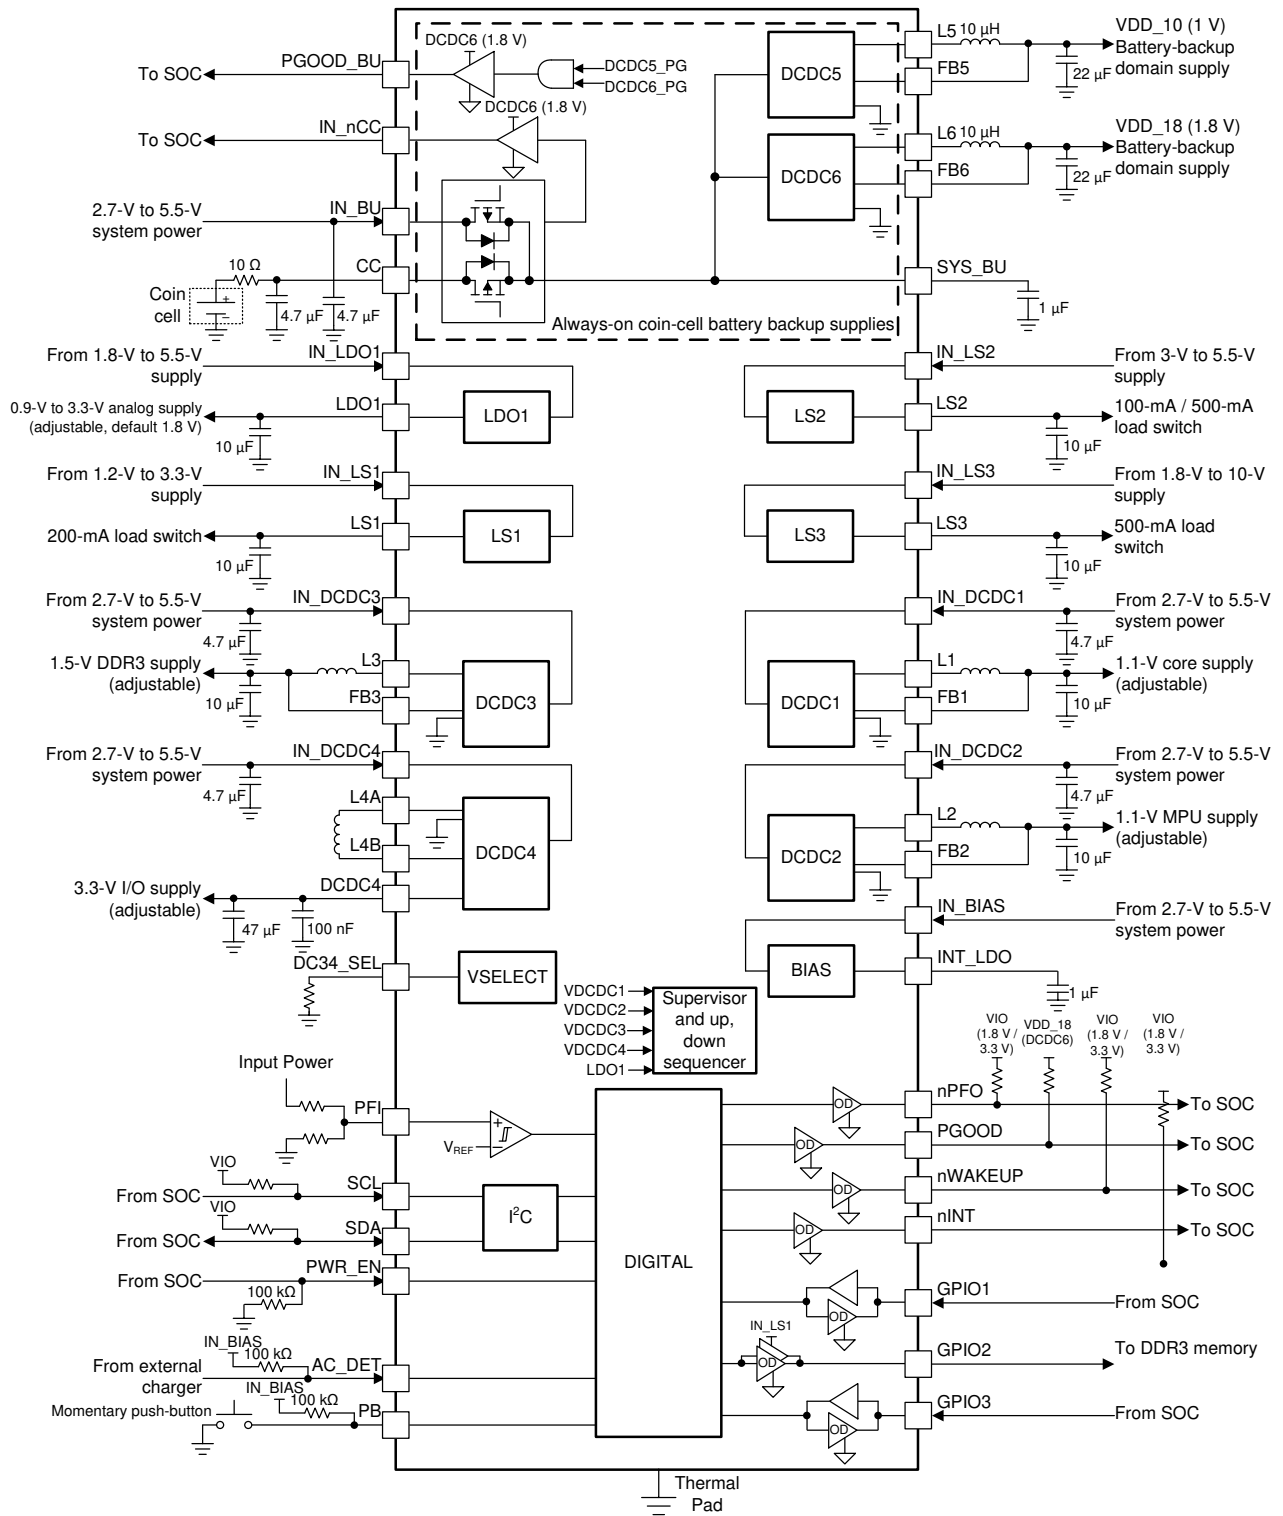 DCDC6 (1.8 V)
PGOOD_BU
To SOC
DCDC5_PG
DCDC6_PG
DCDC6 (1.8 V)
IN_nCC
To SOC
2.7-V to 5.5-V
system power
IN_BU
10 Ω
CC
Coin
cell
+
–
4.7 µF
4.7 µF
DCDC5
L5
10 µH
FB5
22 µF
VDD_10 (1 V)
Battery-backup
domain supply
DCDC6
L6
10 µH
FB6
22 µF
VDD_18 (1.8 V)
Battery-backup
domain supply
SYS_BU
1 µF
Always-on coin-cell battery backup supplies
From 1.8-V to 5.5-V
supply
IN_LDO1
0.9-V to 3.3-V analog supply
(adjustable, default 1.8 V)
LDO1
10 µF
LDO1
IN_LS2
From 3-V to 5.5-V
supply
LS2
LS2
100-mA / 500-mA
load switch
10 µF
From 1.2-V to 3.3-V
supply
IN_LS1
200-mA load switch
LS1
10 µF
LS1
IN_LS3
From 1.8-V to 10-V
supply
LS3
LS3
500-mA load
switch
10 µF
From 2.7-V to 5.5-V
system power
IN_DCDC3
4.7 µF
1.5-V DDR3 supply
(adjustable)
L3
FB3
10 µF
DCDC3
IN_DCDC1
From 2.7-V to 5.5-V
system power
4.7 µF
DCDC1
L1
FB1
1.1-V core supply
(adjustable)
10 µF
From 2.7-V to 5.5-V
system power
IN_DCDC4
4.7 µF
L4A
L4B
DCDC4
3.3-V I/O supply
(adjustable)
DCDC4
47 µF
100 nF
IN_DCDC2
From 2.7-V to 5.5-V
system power
4.7 µF
DCDC2
L2
FB2
1.1-V MPU supply
(adjustable)
10 µF
IN_BIAS
From 2.7-V to 5.5-V
system power
BIAS
INT_LDO
1 µF
DC34_SEL
VSELECT
VDCDC1
VDCDC2
VDCDC3
VDCDC4
LDO1
Supervisor
and up,
down
sequencer
VIO
(1.8 V /
3.3 V)
VDD_18
(DCDC6)
VIO
(1.8 V /
3.3 V)
VIO
(1.8 V /
3.3 V)
Input Power
PFI
VREF
+
–
OD
nPFO
To SOC
OD
PGOOD
To SOC
VIO
From SOC
SCL
VIO
From SOC
SDA
I2C
OD
nWAKEUP
To SOC
OD
nINT
To SOC
DIGITAL
From SOC
PWR_EN
100 kΩ
OD
GPIO1
From SOC
IN_LS1
OD
GPIO2
To DDR3 memory
IN_BIAS
100 kΩ
From external
charger
AC_DET
IN_BIAS
100 kΩ
Momentary push-button
PB
OD
GPIO3
From SOC
Thermal
Pad